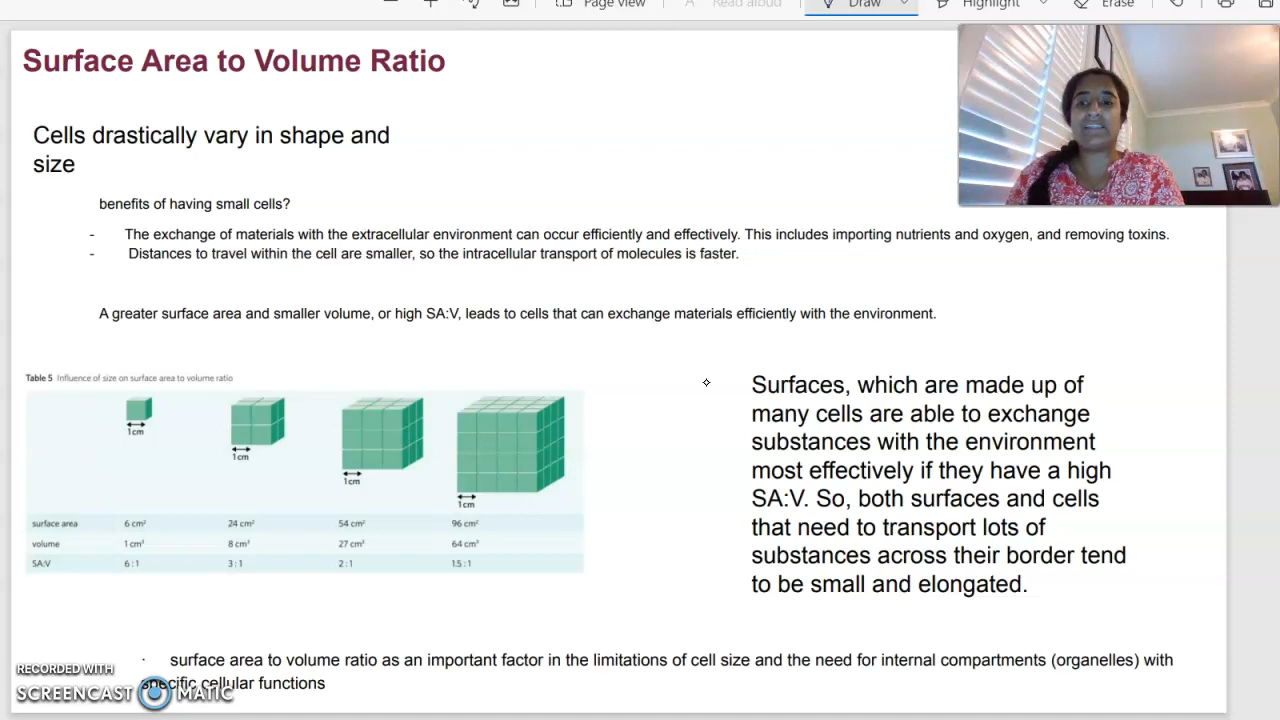 Page view
Read aloud
Draw
Highlight
Erase
Surface Area to Volume Ratio
Cells drastically vary in shape and
size
benefits of having small cells?
- The exchange of materials with the extracellular environment can occur efficiently and effectively. This includes importing nutrients and oxygen, and removing toxins.
- Distances to travel within the cell are smaller, so the intracellular transport of molecules is faster.
A greater surface area and smaller volume, or high SA:V, leads to cells that can exchange materials efficiently with the environment.
Table 5 Influence of size on surface area to volume ratio
1cm
1cm
1cm
1cm
surface area 6 cm² 24 cm² 54 cm² 96 cm²
volume 1 cm³ 8 cm³ 27 cm³ 64 cm³
SA:V 6:1 3:1 2:1 1.5:1
Surfaces, which are made up of
many cells are able to exchange
substances with the environment
most effectively if they have a high
SA:V. So, both surfaces and cells
that need to transport lots of
substances across their border tend
to be small and elongated.
· surface area to volume ratio as an important factor in the limitations of cell size and the need for internal compartments (organelles) with
specific cellular functions
RECORDED WITH
SCREENCAST MATIC